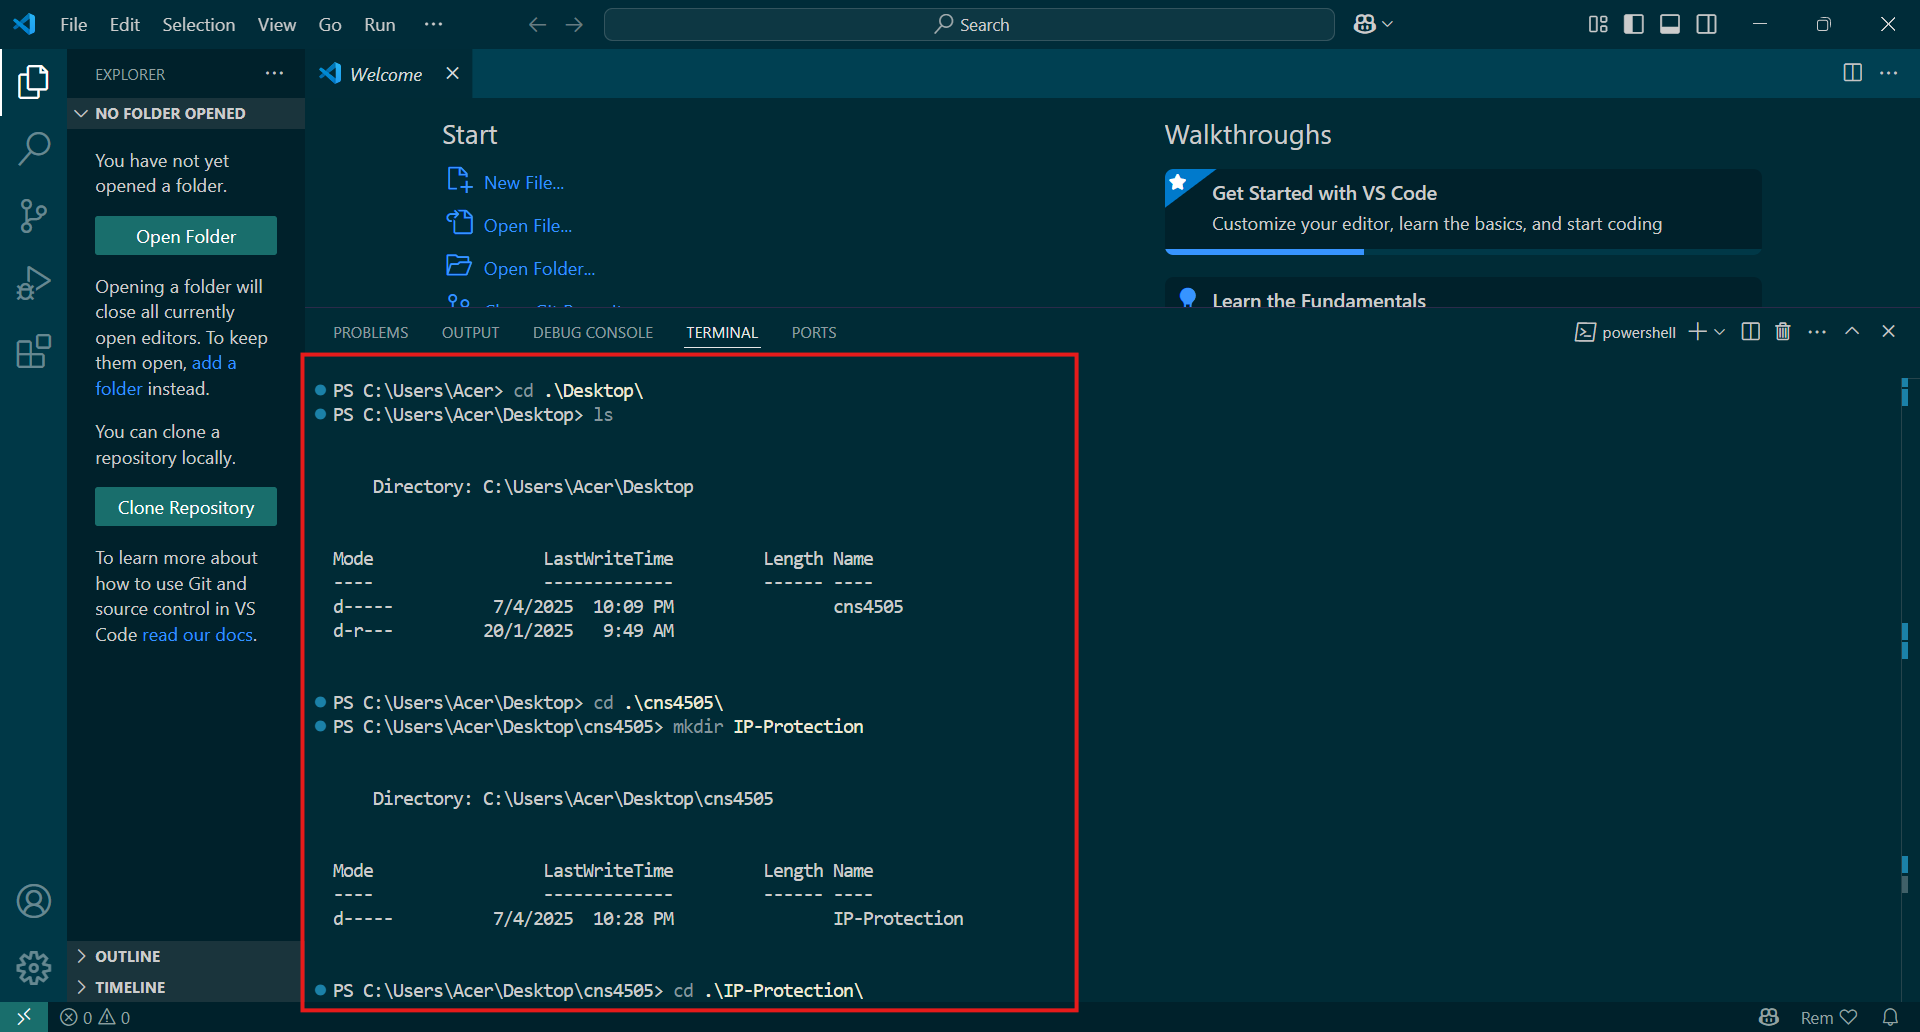 File Edit Selection View Go Run ···
Search
EXPLORER ···
Welcome
NO FOLDER OPENED
You have not yet
opened a folder.
Open Folder
Opening a folder will
close all currently
open editors. To keep
them open, add a
folder instead.
You can clone a
repository locally.
Clone Repository
To learn more about
how to use Git and
source control in VS
Code read our docs.
OUTLINE
TIMELINE
Start
New File...
Open File...
Open Folder...
Walkthroughs
Get Started with VS Code
Customize your editor, learn the basics, and start coding
Learn the Fundamentals
PROBLEMS OUTPUT DEBUG CONSOLE TERMINAL PORTS
powershell
PS C:\Users\Acer> cd .\Desktop\
PS C:\Users\Acer\Desktop> ls
Directory: C:\Users\Acer\Desktop
Mode LastWriteTime Length Name
---- ------------- ------ ----
d----- 7/4/2025 10:09 PM cns4505
d-r--- 20/1/2025 9:49 AM
PS C:\Users\Acer\Desktop> cd .\cns4505\
PS C:\Users\Acer\Desktop\cns4505> mkdir IP-Protection
Directory: C:\Users\Acer\Desktop\cns4505
Mode LastWriteTime Length Name
---- ------------- ------ ----
d----- 7/4/2025 10:28 PM IP-Protection
PS C:\Users\Acer\Desktop\cns4505> cd .\IP-Protection\
0 0
Rem ♡